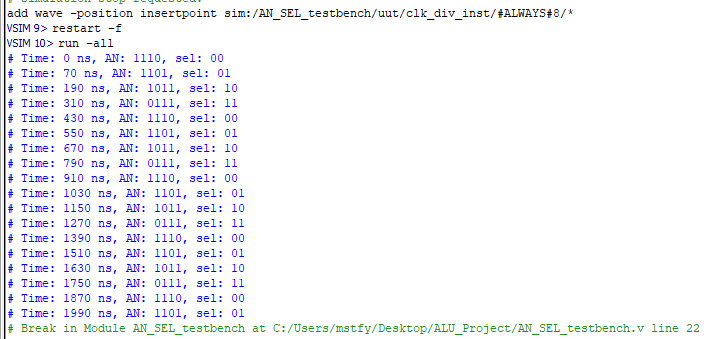 # Simulation stop requested.
add wave -position insertpoint sim:/AN_SEL_testbench/uut/clk_div_inst/#ALWAYS#8/*
VSIM 9> restart -f
VSIM 10> run -all
# Time: 0 ns, AN: 1110, sel: 00
# Time: 70 ns, AN: 1101, sel: 01
# Time: 190 ns, AN: 1011, sel: 10
# Time: 310 ns, AN: 0111, sel: 11
# Time: 430 ns, AN: 1110, sel: 00
# Time: 550 ns, AN: 1101, sel: 01
# Time: 670 ns, AN: 1011, sel: 10
# Time: 790 ns, AN: 0111, sel: 11
# Time: 910 ns, AN: 1110, sel: 00
# Time: 1030 ns, AN: 1101, sel: 01
# Time: 1150 ns, AN: 1011, sel: 10
# Time: 1270 ns, AN: 0111, sel: 11
# Time: 1390 ns, AN: 1110, sel: 00
# Time: 1510 ns, AN: 1101, sel: 01
# Time: 1630 ns, AN: 1011, sel: 10
# Time: 1750 ns, AN: 0111, sel: 11
# Time: 1870 ns, AN: 1110, sel: 00
# Time: 1990 ns, AN: 1101, sel: 01
# Break in Module AN_SEL_testbench at C:/Users/mstfy/Desktop/ALU_Project/AN_SEL_testbench.v line 22